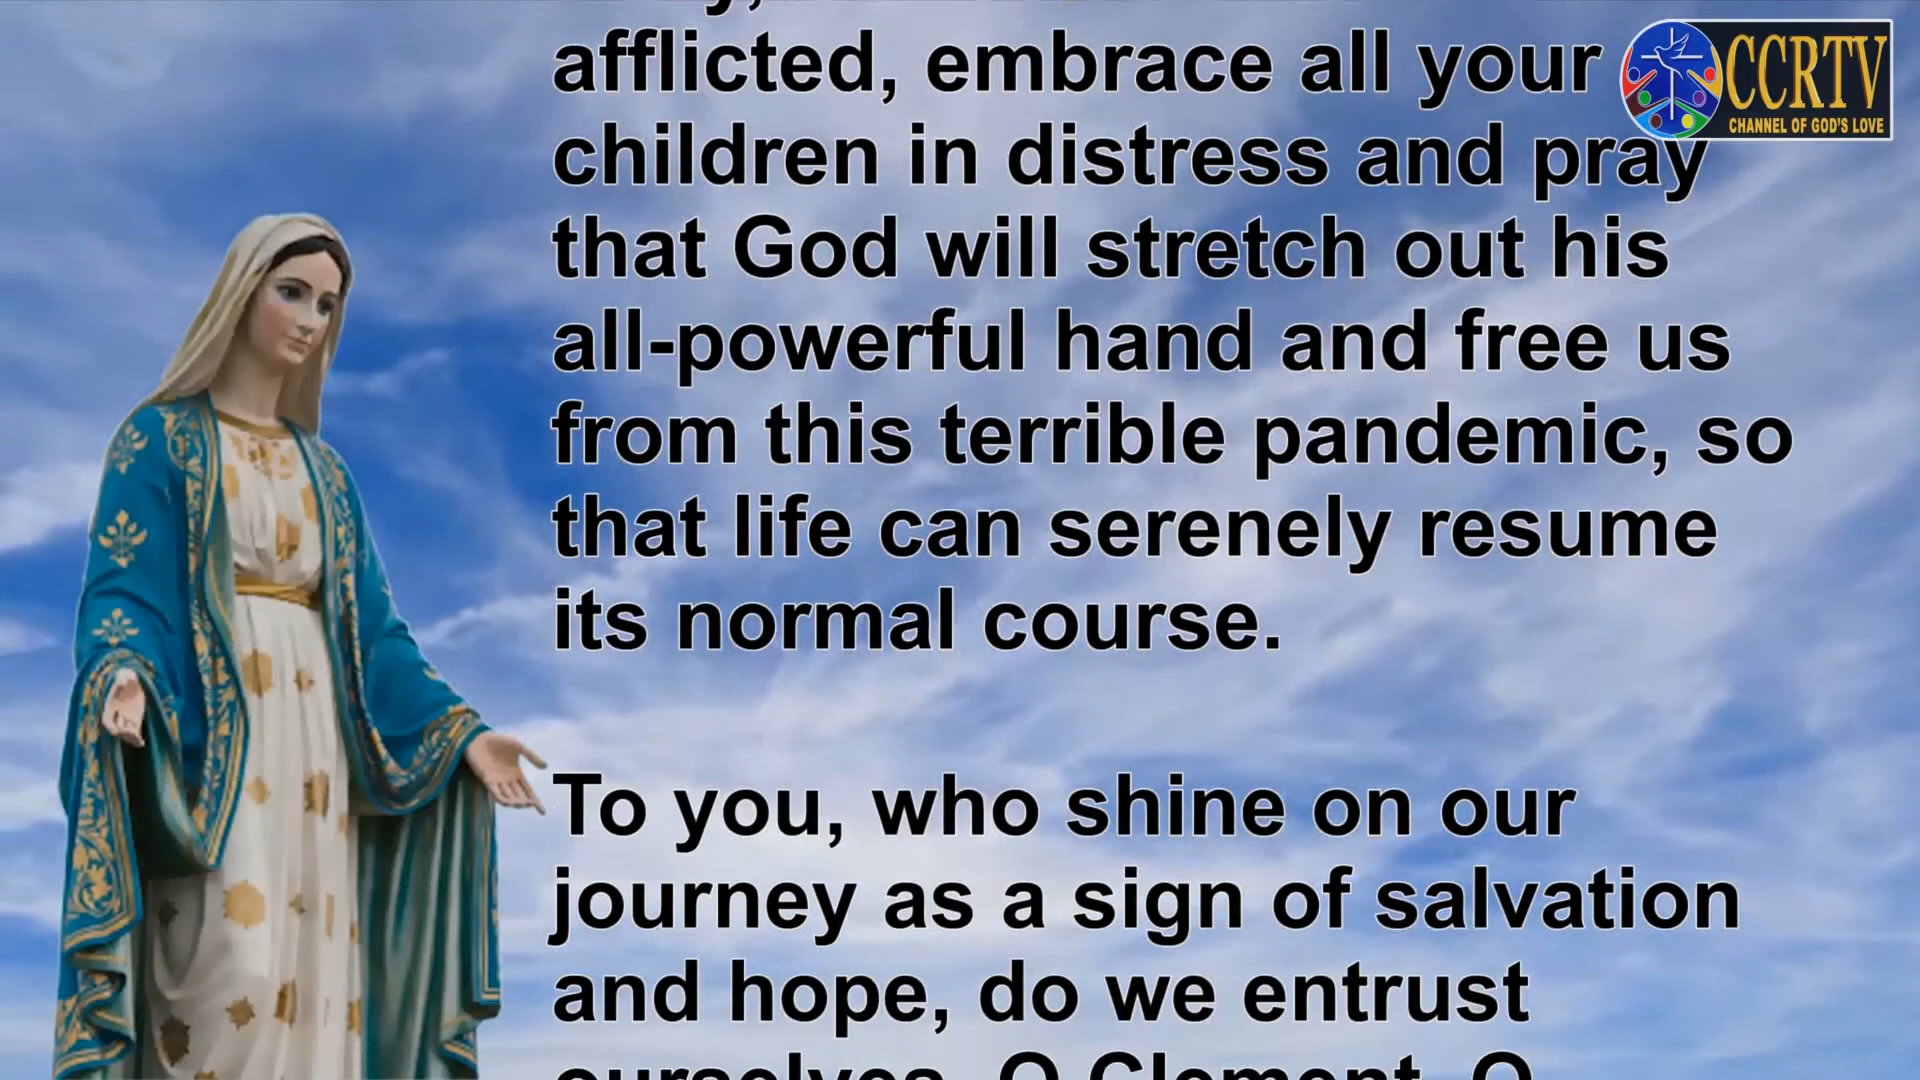 afflicted, embrace all your
children in distress and pray
that God will stretch out his
all-powerful hand and free us
from this terrible pandemic, so
that life can serenely resume
its normal course.
To you, who shine on our
journey as a sign of salvation
and hope, do we entrust
ourselves, O Clement, O
CCRTV
CHANNEL OF GOD'S LOVE